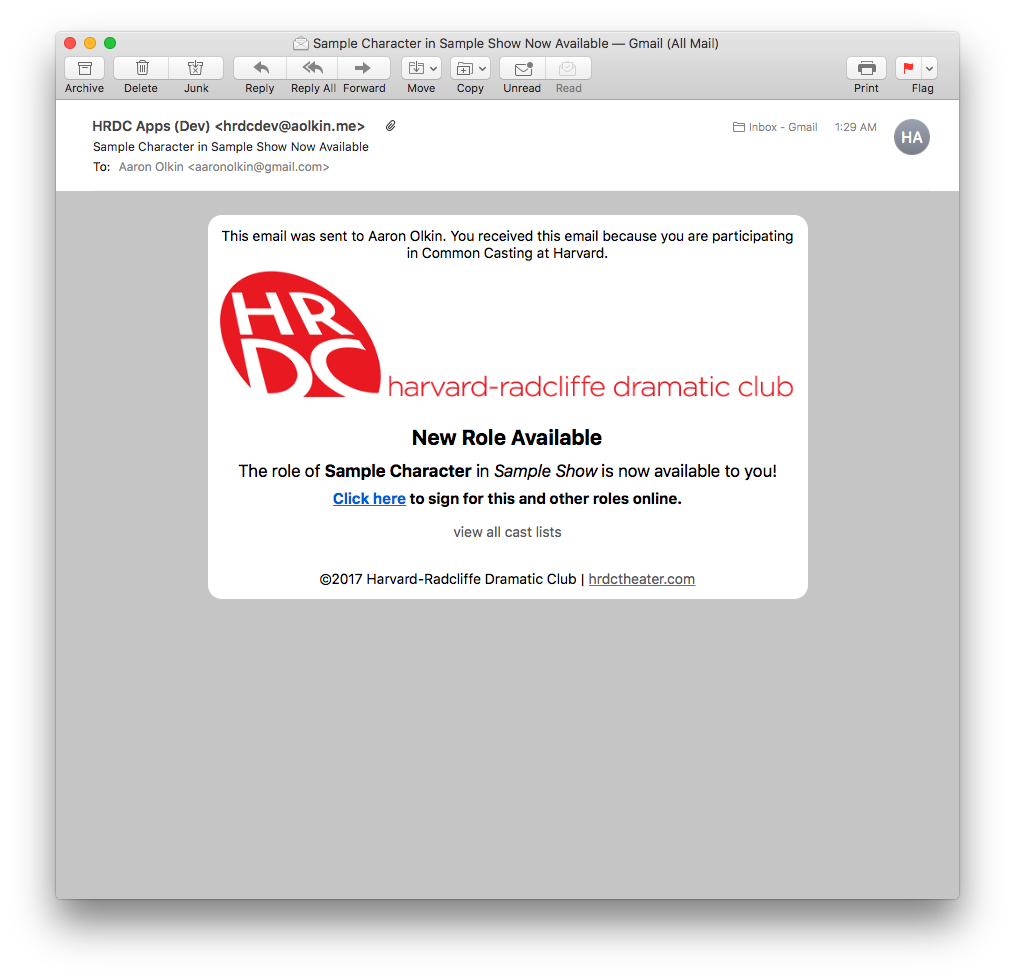 Sample Character in Sample Show Now Available — Gmail (All Mail)
Archive Delete Junk Reply Reply All Forward Move Copy Unread Read Print Flag
HRDC Apps (Dev) <hrdcdev@aolkin.me>
Inbox - Gmail 1:29 AM
HA
Sample Character in Sample Show Now Available
To: Aaron Olkin <aaronolkin@gmail.com>
This email was sent to Aaron Olkin. You received this email because you are participating
in Common Casting at Harvard.
HR
DC
harvard-radcliffe dramatic club
New Role Available
The role of Sample Character in Sample Show is now available to you!
Click here to sign for this and other roles online.
view all cast lists
©2017 Harvard-Radcliffe Dramatic Club | hrdctheater.com